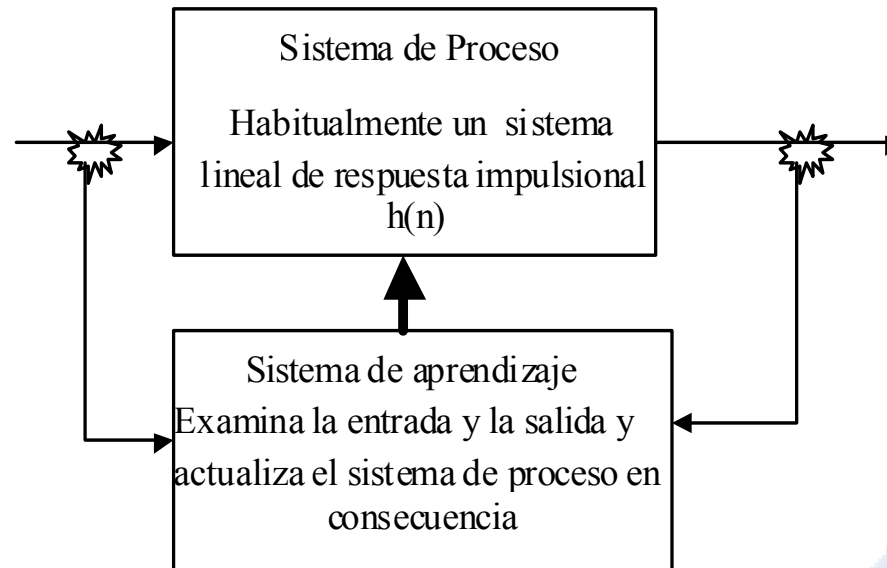 Sistema de Proceso
Habitualmente un sistema
lineal de respuesta impulsional
h(n)
Sistema de aprendizaje
Examina la entrada y la salida y
actualiza el sistema de proceso en
consecuencia